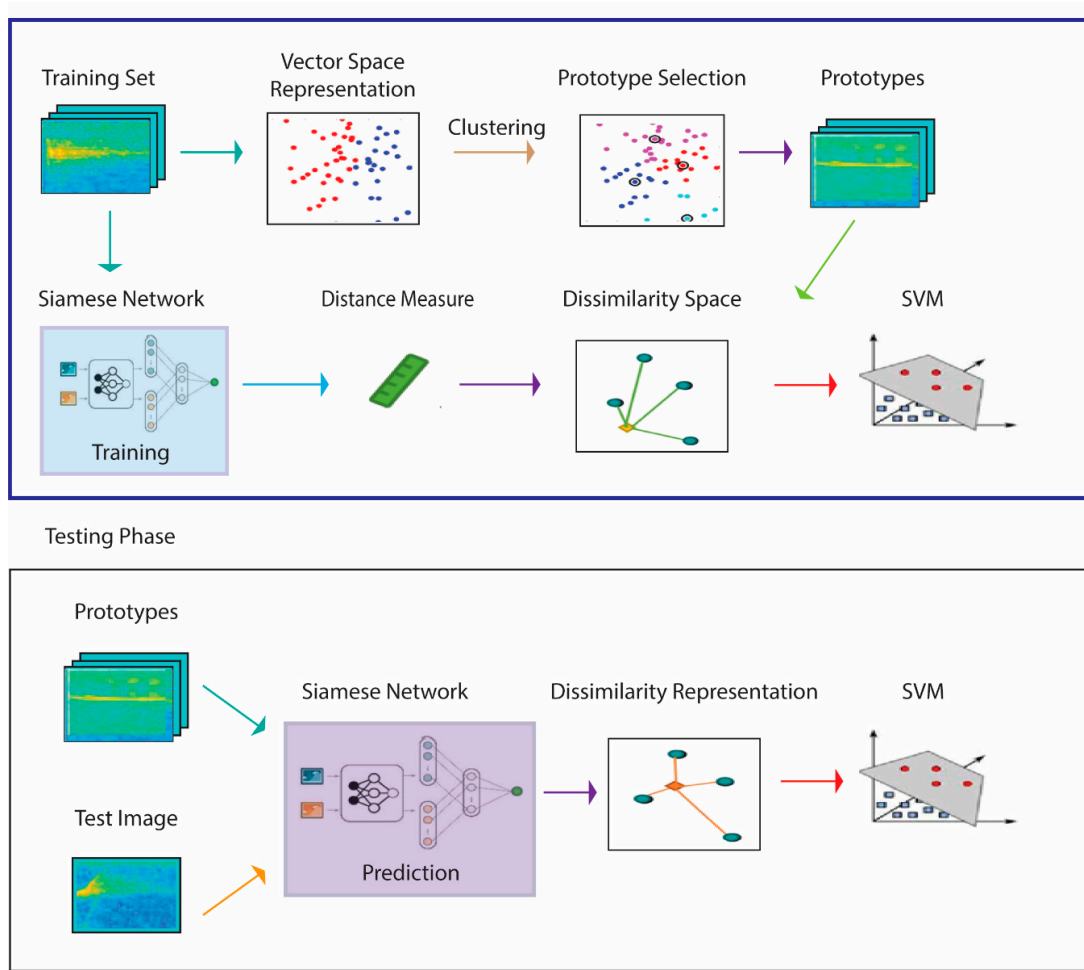 Training Set
Vector Space
Representation
Clustering
Prototype Selection
Prototypes
Siamese Network
Training
Distance Measure
Dissimilarity Space
SVM
Testing Phase
Prototypes
Test Image
Siamese Network
Prediction
Dissimilarity Representation
SVM